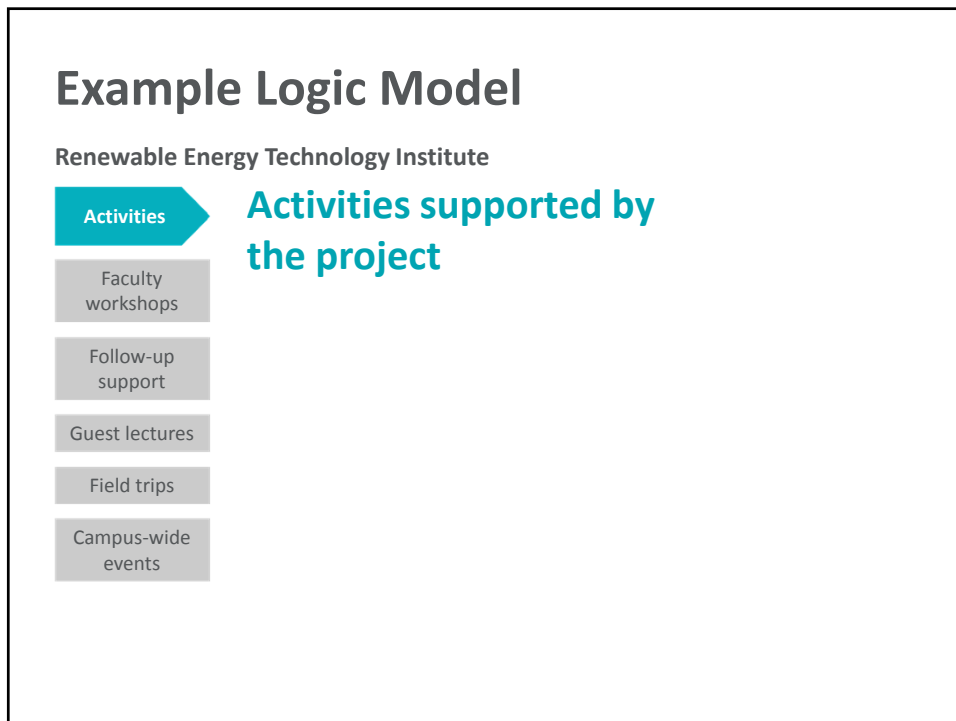 Example Logic Model
Renewable Energy Technology Institute
Activities
Activities supported by
the project
Faculty
workshops
Follow-up
support
Guest lectures
Field trips
Campus-wide
events